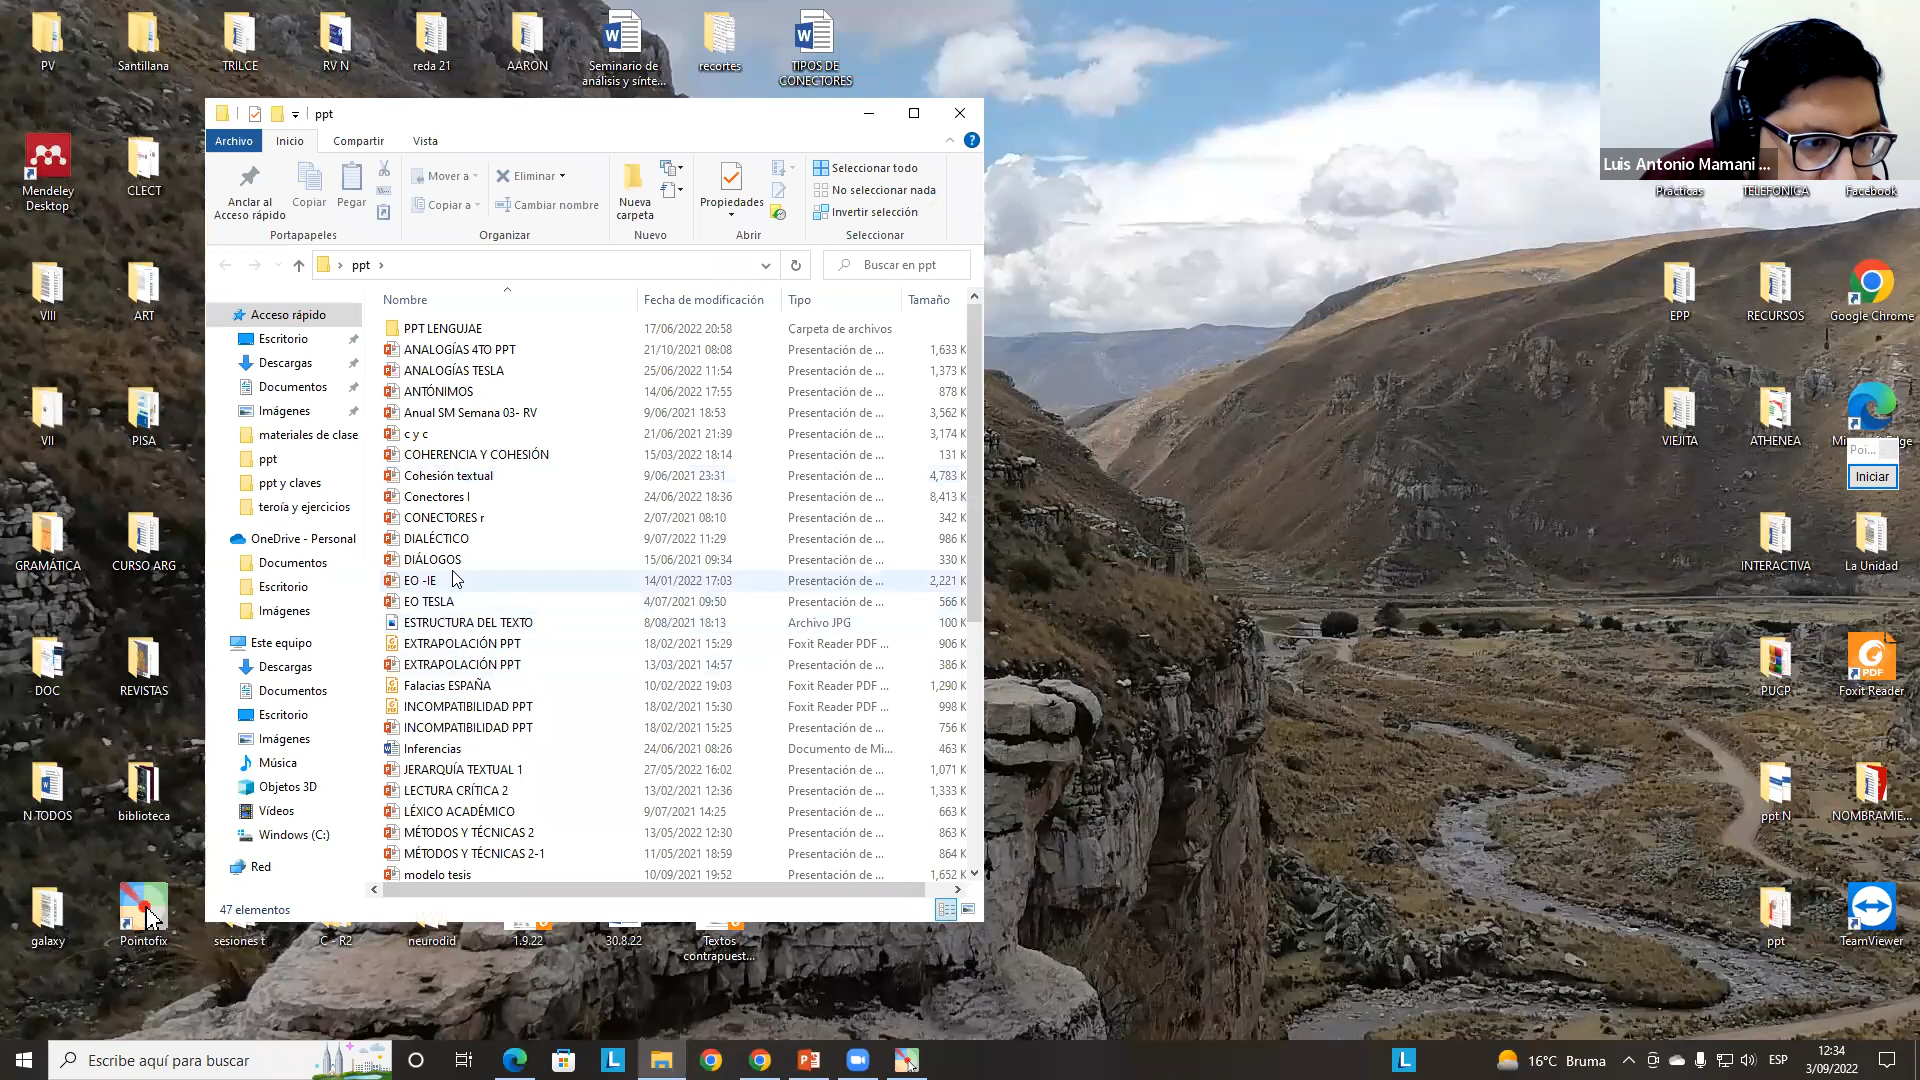 PV
Santillana
TRILCE
RV N
reda 21
AARON
Seminario de
análisis y sínte...
recortes
TIPOS DE
CONECTORES
Luis Antonio Mamani ...
Prácticas
TELEFONICA
Facebook
Mendeley
Desktop
CLECT
VIII
ART
VII
PISA
GRAMÁTICA
CURSO ARG
DOC
REVISTAS
N TODOS
biblioteca
galaxy
Pointofix
sesiones t
C - R2
neurodid
1.9.22
30.8.22
Textos
contrapuest...
EPP
RECURSOS
Google Chrome
VIEJITA
ATHENEA
Poi...
Iniciar
INTERACTIVA
La Unidad
PUCP
PDF
Foxit Reader
ppt N
NOMBRAMIE...
ppt
TeamViewer
ppt
Archivo
Inicio
Compartir
Vista
Anclar al
Acceso rápido
Copiar
Pegar
Portapapeles
Mover a
Copiar a
Eliminar
Cambiar nombre
Organizar
Nueva
carpeta
Nuevo
Propiedades
Abrir
Seleccionar todo
No seleccionar nada
Invertir selección
Seleccionar
ppt
Buscar en ppt
Acceso rápido
Escritorio
Descargas
Documentos
Imágenes
materiales de clase
ppt
ppt y claves
teroía y ejercicios
OneDrive - Personal
Documentos
Escritorio
Imágenes
Este equipo
Descargas
Documentos
Escritorio
Imágenes
Música
Objetos 3D
Vídeos
Windows (C:)
Red
Nombre Fecha de modificación Tipo Tamaño
PPT LENGUJAE 17/06/2022 20:58 Carpeta de archivos
ANALOGÍAS 4TO PPT 21/10/2021 08:08 Presentación de ... 1,633 K
ANALOGÍAS TESLA 25/06/2022 11:54 Presentación de ... 1,373 K
ANTÓNIMOS 14/06/2022 17:55 Presentación de ... 878 K
Anual SM Semana 03- RV 9/06/2021 18:53 Presentación de ... 3,562 K
c y c 21/06/2021 21:39 Presentación de ... 3,174 K
COHERENCIA Y COHESIÓN 15/03/2022 18:14 Presentación de ... 131 K
Cohesión textual 9/06/2021 23:31 Presentación de ... 4,783 K
Conectores I 24/06/2022 18:36 Presentación de ... 8,413 K
CONECTORES r 2/07/2021 08:10 Presentación de ... 342 K
DIALÉCTICO 9/07/2022 11:29 Presentación de ... 986 K
DIÁLOGOS 15/06/2021 09:34 Presentación de ... 330 K
EO -IE 14/01/2022 17:03 Presentación de ... 2,221 K
EO TESLA 4/07/2021 09:50 Presentación de ... 566 K
ESTRUCTURA DEL TEXTO 8/08/2021 18:13 Archivo JPG 100 K
EXTRAPOLACIÓN PPT 18/02/2022 15:29 Foxit Reader PDF ... 906 K
EXTRAPOLACIÓN PPT 13/03/2021 14:57 Presentación de ... 386 K
Falacias ESPAÑA 10/02/2022 19:03 Foxit Reader PDF ... 1,290 K
INCOMPATIBILIDAD PPT 18/02/2022 15:30 Foxit Reader PDF ... 998 K
INCOMPATIBILIDAD PPT 18/02/2022 15:25 Presentación de ... 756 K
Inferencias 24/06/2021 08:26 Documento de Mi... 463 K
JERARQUÍA TEXTUAL 1 27/05/2022 16:02 Presentación de ... 1,071 K
LECTURA CRÍTICA 2 13/02/2021 12:36 Presentación de ... 1,333 K
LÉXICO ACADÉMICO 9/07/2021 14:25 Presentación de ... 663 K
MÉTODOS Y TÉCNICAS 2 13/05/2022 12:30 Presentación de ... 863 K
MÉTODOS Y TÉCNICAS 2-1 11/05/2021 18:59 Presentación de ... 864 K
modelo tesis 10/09/2021 19:52 Presentación de ... 1,652 K
47 elementos
Escribe aquí para buscar
16°C Bruma
ESP
12:34
3/09/2022